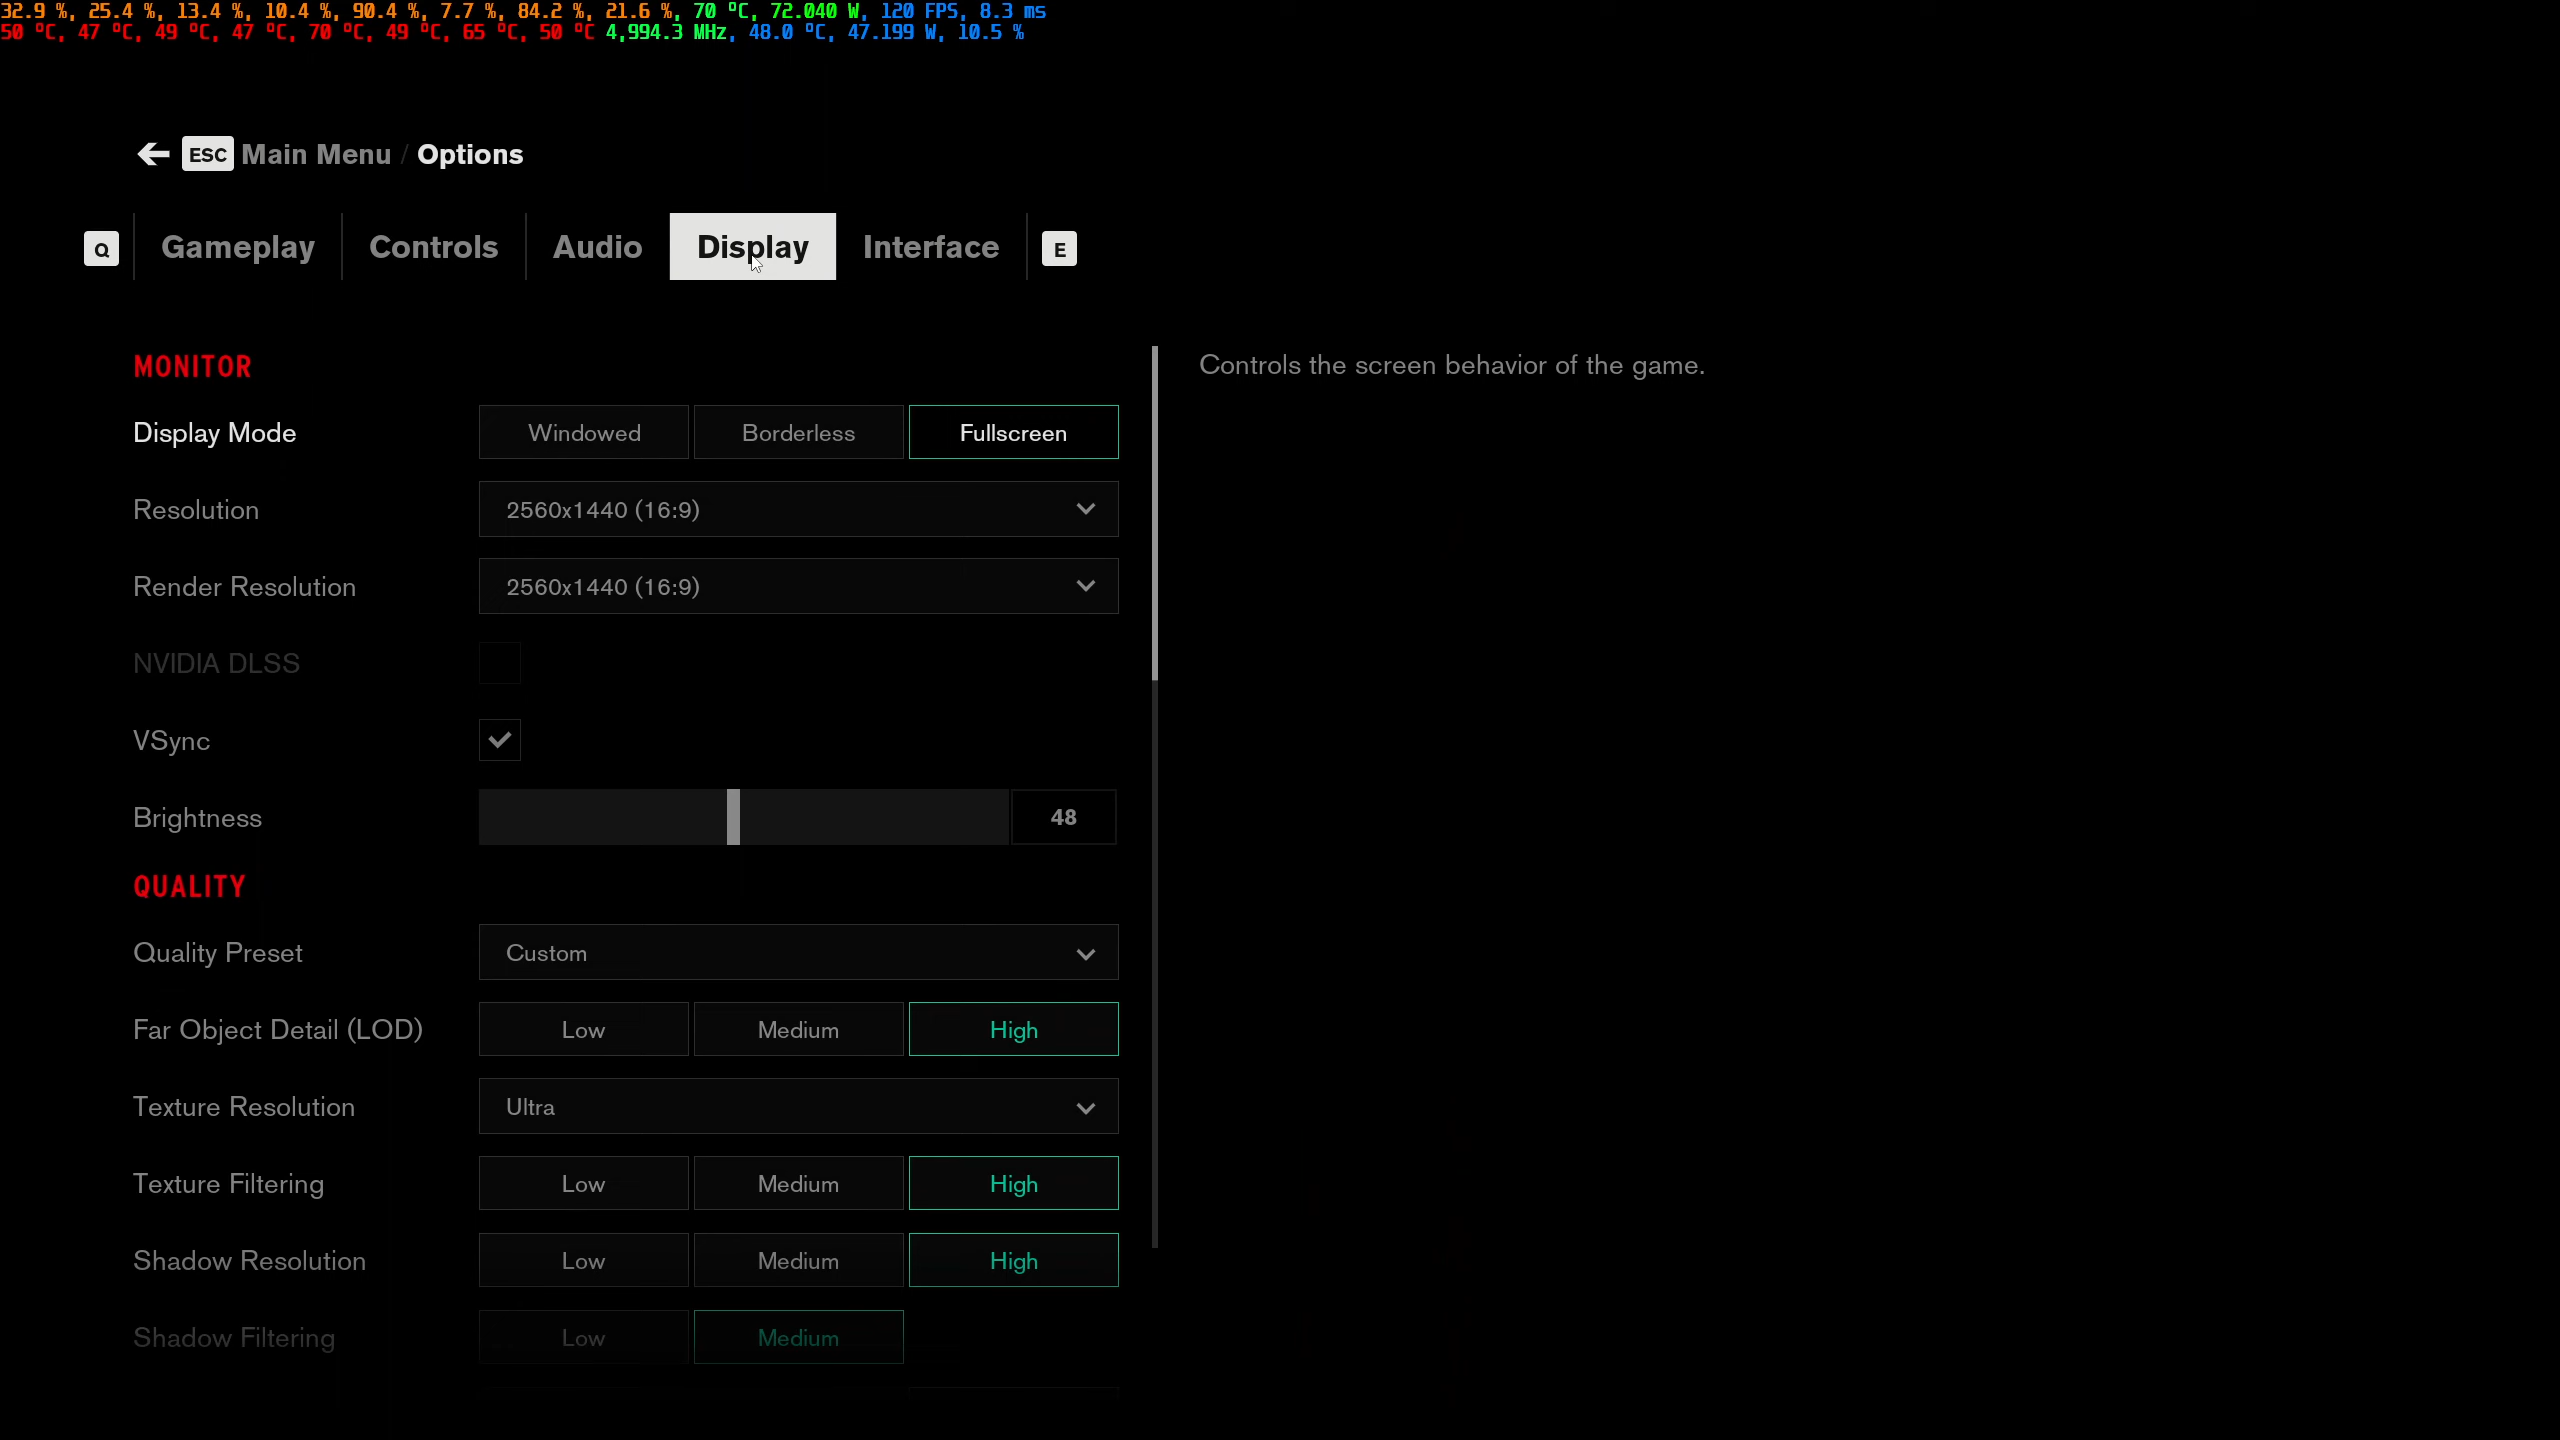 32.9 %, 25.4 %, 13.4 %, 10.4 %, 90.4 %, 7.7 %, 84.2 %, 21.6 %, 70 °C, 72.040 W, 120 FPS, 8.3 ms
50 °C, 47 °C, 49 °C, 47 °C, 70 °C, 49 °C, 65 °C, 50 °C 4,994.3 MHz, 48.0 °C, 47.199 W, 10.5 %
ESC Main Menu / Options
Q Gameplay Controls Audio Display Interface E
MONITOR
Controls the screen behavior of the game.
Display Mode Windowed Borderless Fullscreen
Resolution 2560x1440 (16:9)
Render Resolution 2560x1440 (16:9)
NVIDIA DLSS
VSync
Brightness 48
QUALITY
Quality Preset Custom
Far Object Detail (LOD) Low Medium High
Texture Resolution Ultra
Texture Filtering Low Medium High
Shadow Resolution Low Medium High
Shadow Filtering Low Medium